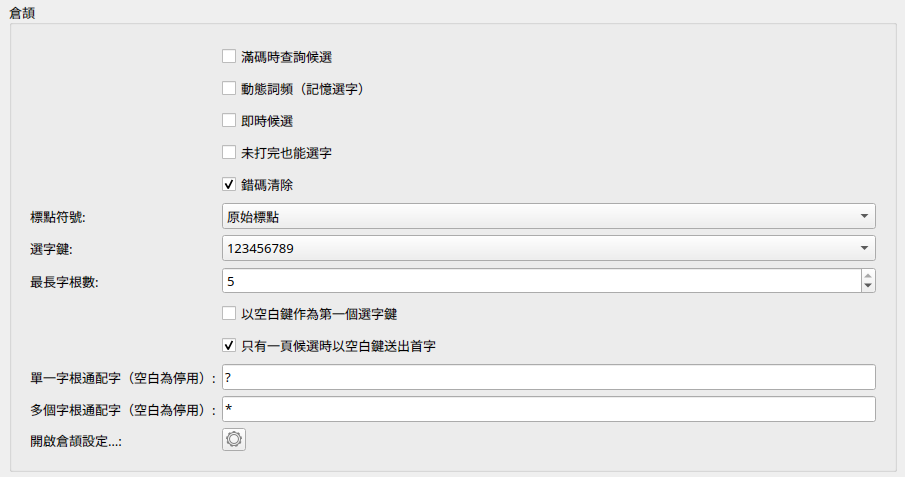 倉頡
滿碼時查詢候選
動態詞頻（記憶選字）
即時候選
未打完也能選字
錯碼清除
標點符號: 原始標點
選字鍵: 123456789
最長字根數: 5
以空白鍵作為第一個選字鍵
只有一頁候選時以空白鍵送出首字
單一字根通配字（空白為停用）: ?
多個字根通配字（空白為停用）: *
開啟倉頡設定...: